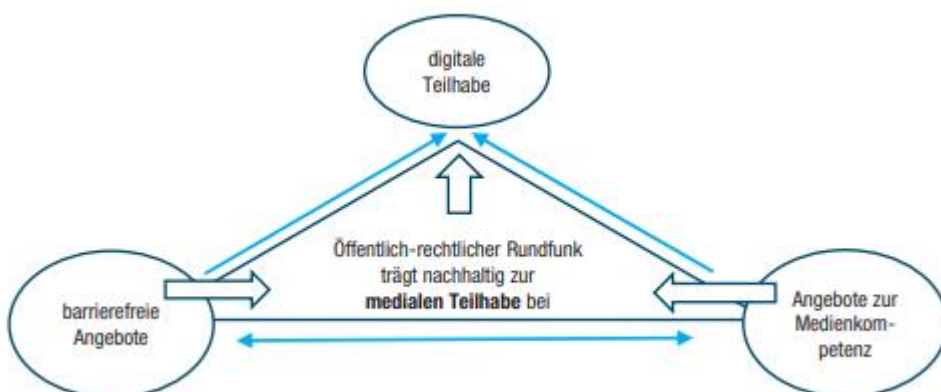 digitale
Teilhabe
Öffentlich-rechtlicher Rundfunk
trägt nachhaltig zur
medialen Teilhabe bei
barrierefreie
Angebote
Angebote zur
Medienkom-
petenz